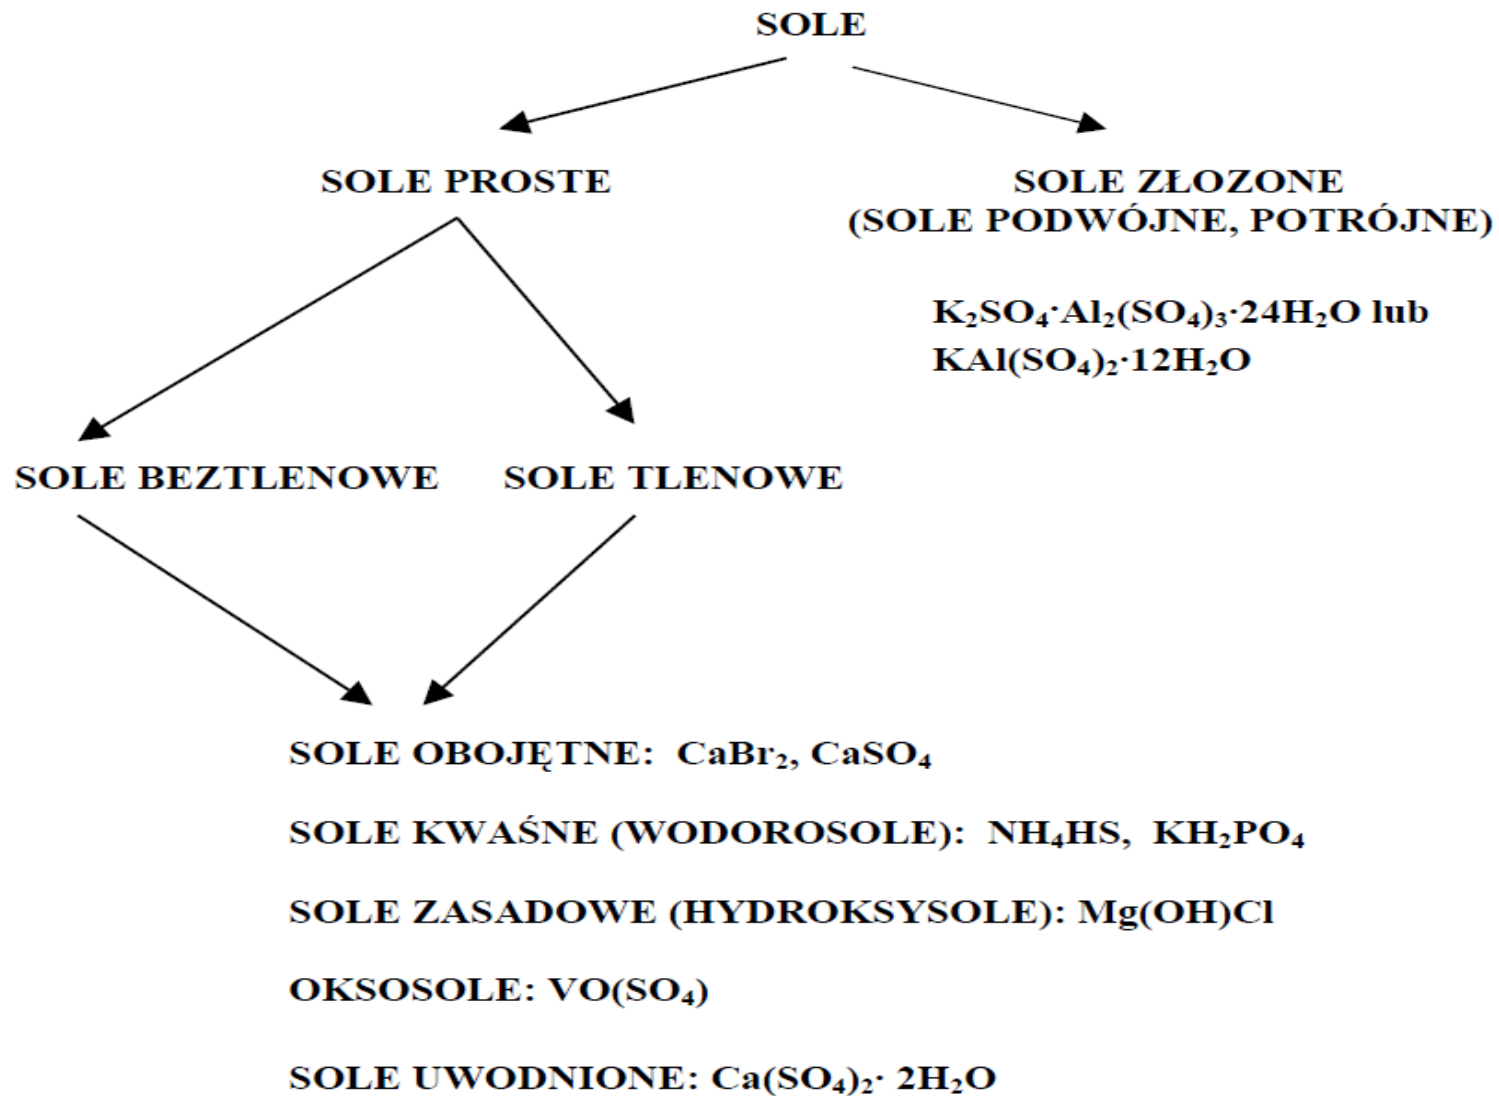 SOLE
SOLE PROSTE
SOLE ZŁOZONE
(SOLE PODWÓJNE, POTRÓJNE)
K₂SO₄·Al₂(SO₄)₃·24H₂O lub
KAl(SO₄)₂·12H₂O
SOLE BEZTLENOWE
SOLE TLENOWE
SOLE OBOJĘTNE: CaBr₂, CaSO₄
SOLE KWAŚNE (WODOROSOLE): NH₄HS, KH₂PO₄
SOLE ZASADOWE (HYDROKSYSOLE): Mg(OH)Cl
OKSOSOLE: VO(SO₄)
SOLE UWODNIONE: Ca(SO₄)₂· 2H₂O